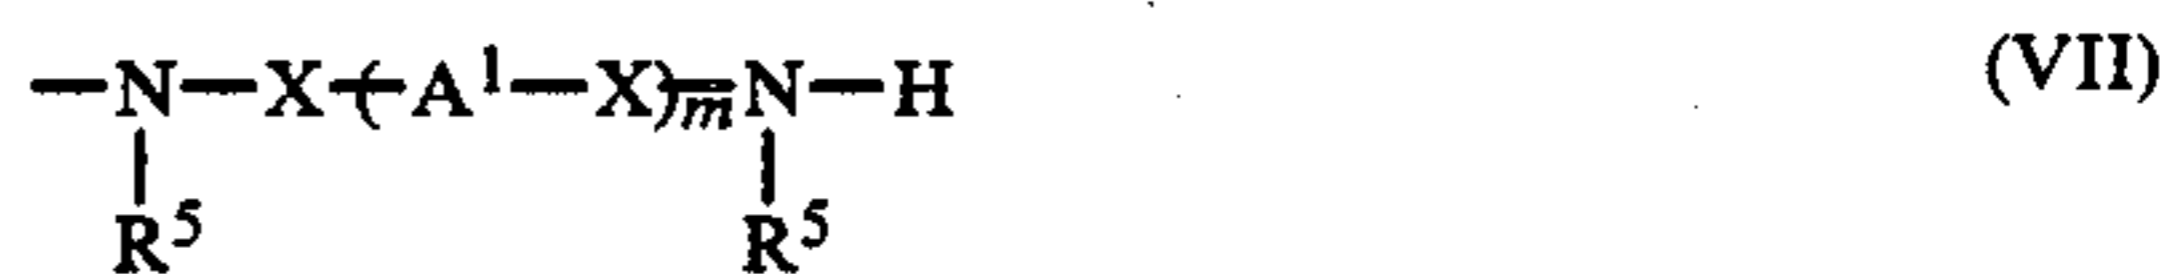 —N—X—(A¹—X)ₘ—N—H (VII)
R⁵ R⁵